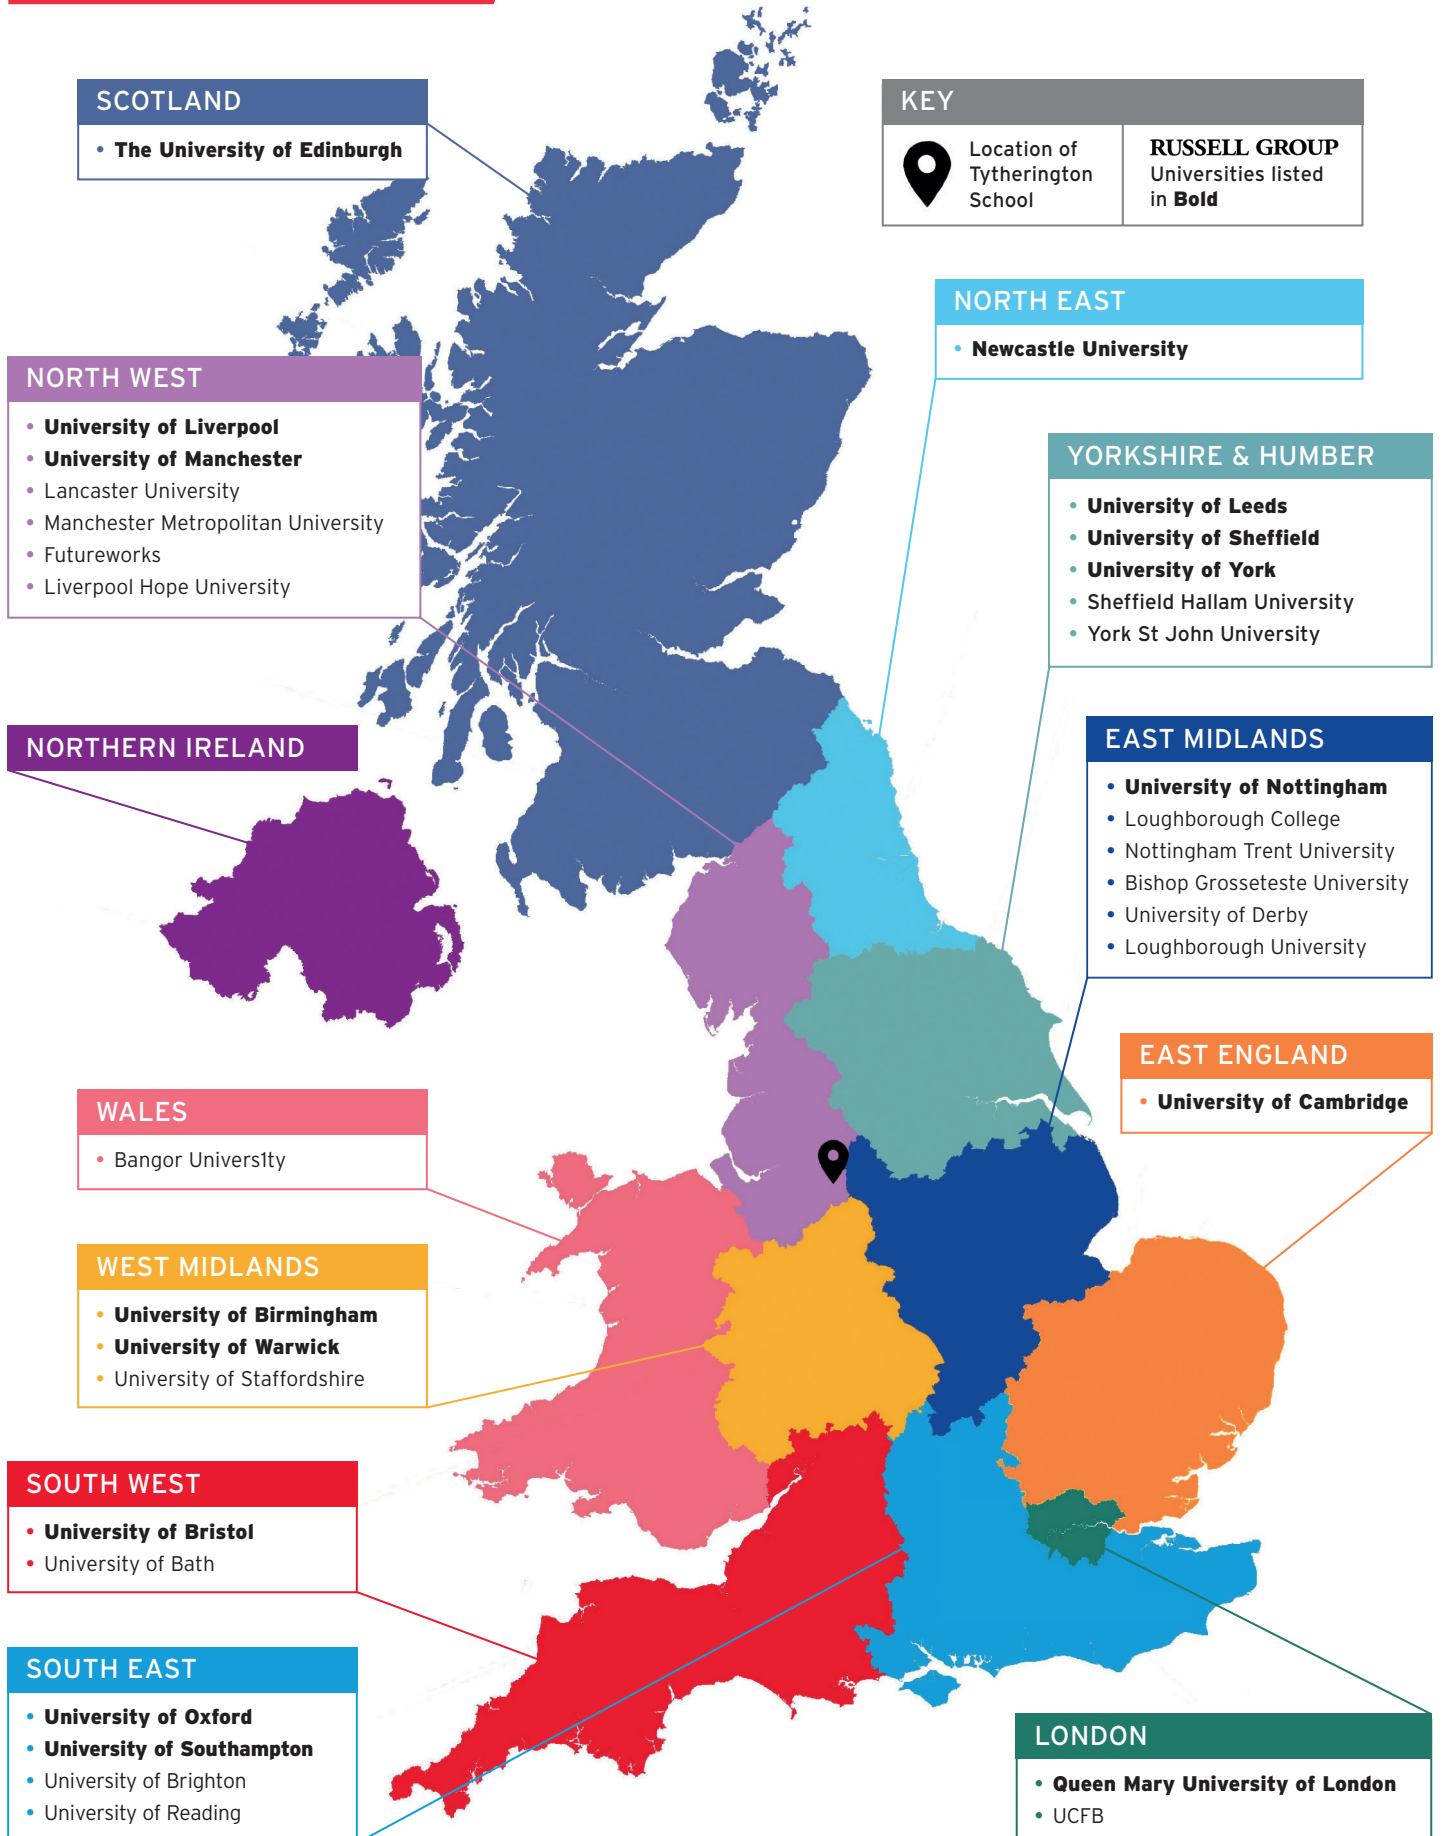 SCOTLAND
• The University of Edinburgh
KEY
Location of
Tytherington
School
RUSSELL GROUP
Universities listed
in Bold
NORTH EAST
• Newcastle University
NORTH WEST
• University of Liverpool
• University of Manchester
• Lancaster University
• Manchester Metropolitan University
• Futureworks
• Liverpool Hope University
YORKSHIRE & HUMBER
• University of Leeds
• University of Sheffield
• University of York
• Sheffield Hallam University
• York St John University
NORTHERN IRELAND
EAST MIDLANDS
• University of Nottingham
• Loughborough College
• Nottingham Trent University
• Bishop Grosseteste University
• University of Derby
• Loughborough University
EAST ENGLAND
• University of Cambridge
WALES
• Bangor Univers1ty
WEST MIDLANDS
• University of Birmingham
• University of Warwick
• University of Staffordshire
SOUTH WEST
• University of Bristol
• University of Bath
SOUTH EAST
• University of Oxford
• University of Southampton
• University of Brighton
• University of Reading
LONDON
• Queen Mary University of London
• UCFB